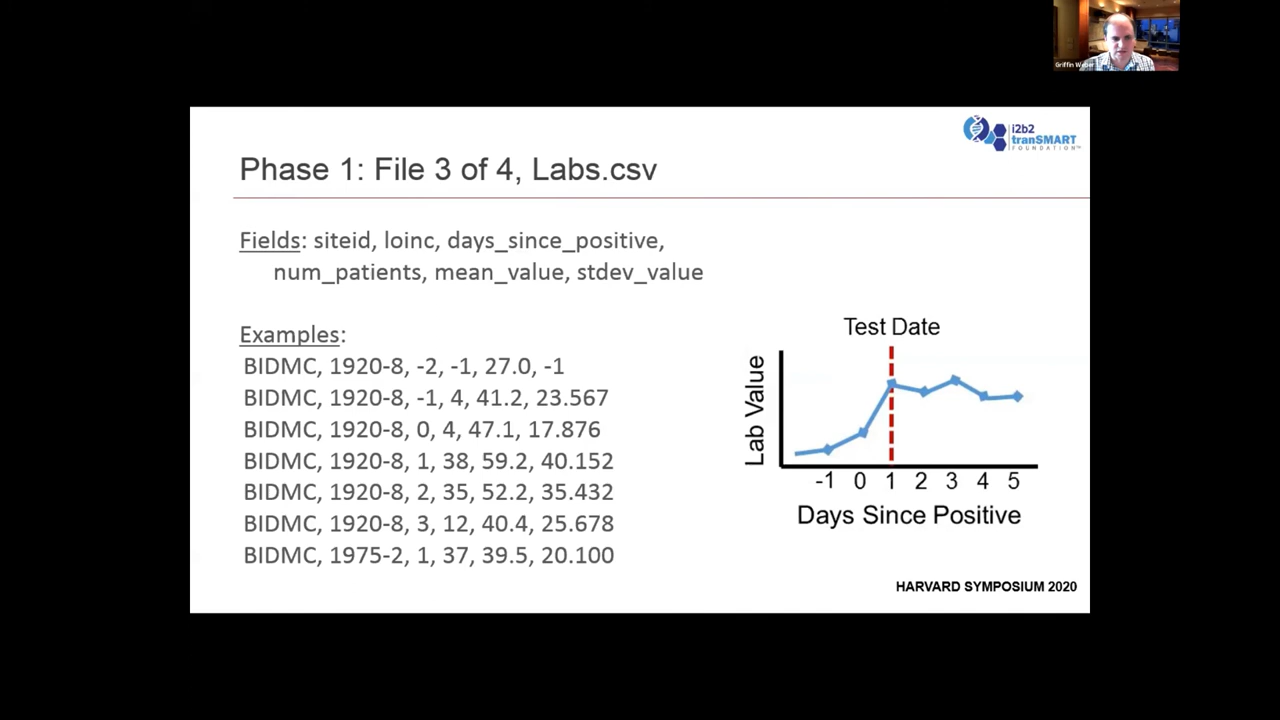 Griffin Weber
i2b2
tranSMART
FOUNDATION™
Phase 1: File 3 of 4, Labs.csv
Fields: siteid, loinc, days_since_positive,
num_patients, mean_value, stdev_value
Examples:
BIDMC, 1920-8, -2, -1, 27.0, -1
BIDMC, 1920-8, -1, 4, 41.2, 23.567
BIDMC, 1920-8, 0, 4, 47.1, 17.876
BIDMC, 1920-8, 1, 38, 59.2, 40.152
BIDMC, 1920-8, 2, 35, 52.2, 35.432
BIDMC, 1920-8, 3, 12, 40.4, 25.678
BIDMC, 1975-2, 1, 37, 39.5, 20.100
Test Date
Lab Value
-1 0 1 2 3 4 5
Days Since Positive
HARVARD SYMPOSIUM 2020